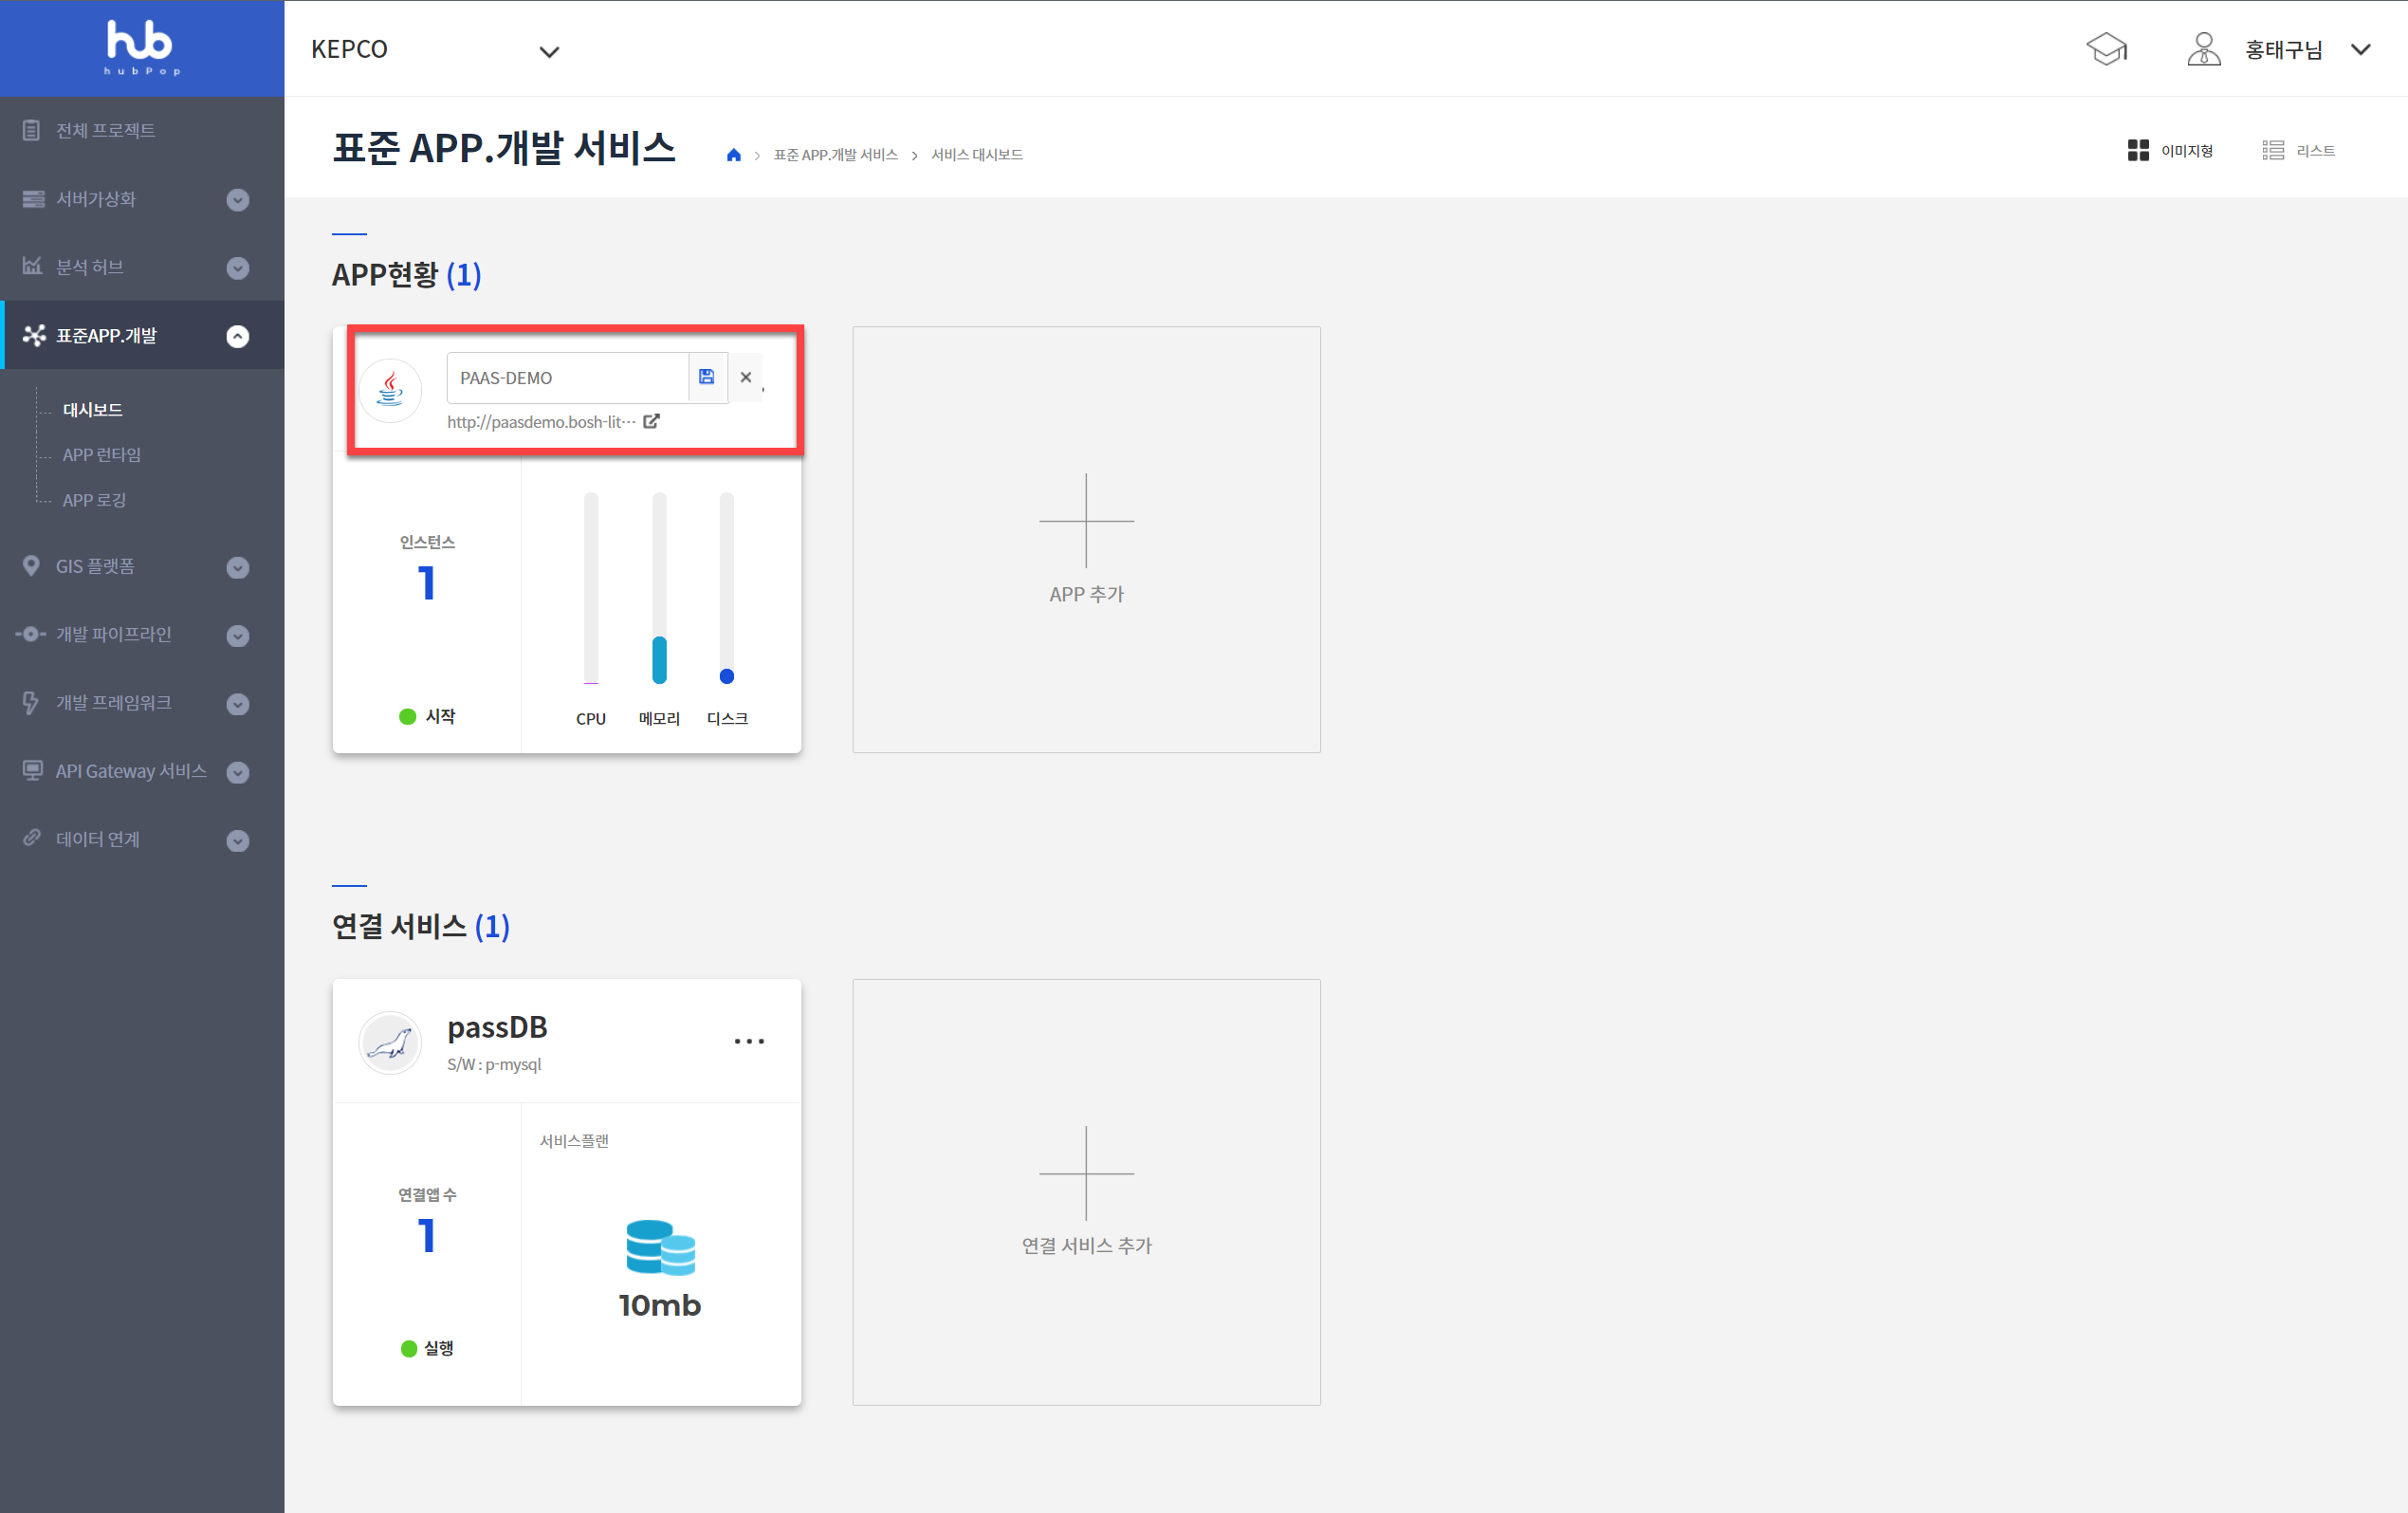 hub
hubPop
KEPCO
홍태구님
전체 프로젝트
서버가상화
분석 허브
표준APP.개발
대시보드
APP 런타임
APP 로깅
GIS 플랫폼
개발 파이프라인
개발 프레임워크
API Gateway 서비스
데이터 연계
표준 APP.개발 서비스
표준 APP.개발 서비스 > 서비스 대시보드
이미지형
리스트
APP현황 (1)
PAAS-DEMO
http://paasdemo.bosh-lit…
인스턴스
1
시작
CPU
메모리
디스크
APP 추가
연결 서비스 (1)
passDB
S/W : p-mysql
연결앱 수
1
실행
서비스플랜
10mb
연결 서비스 추가